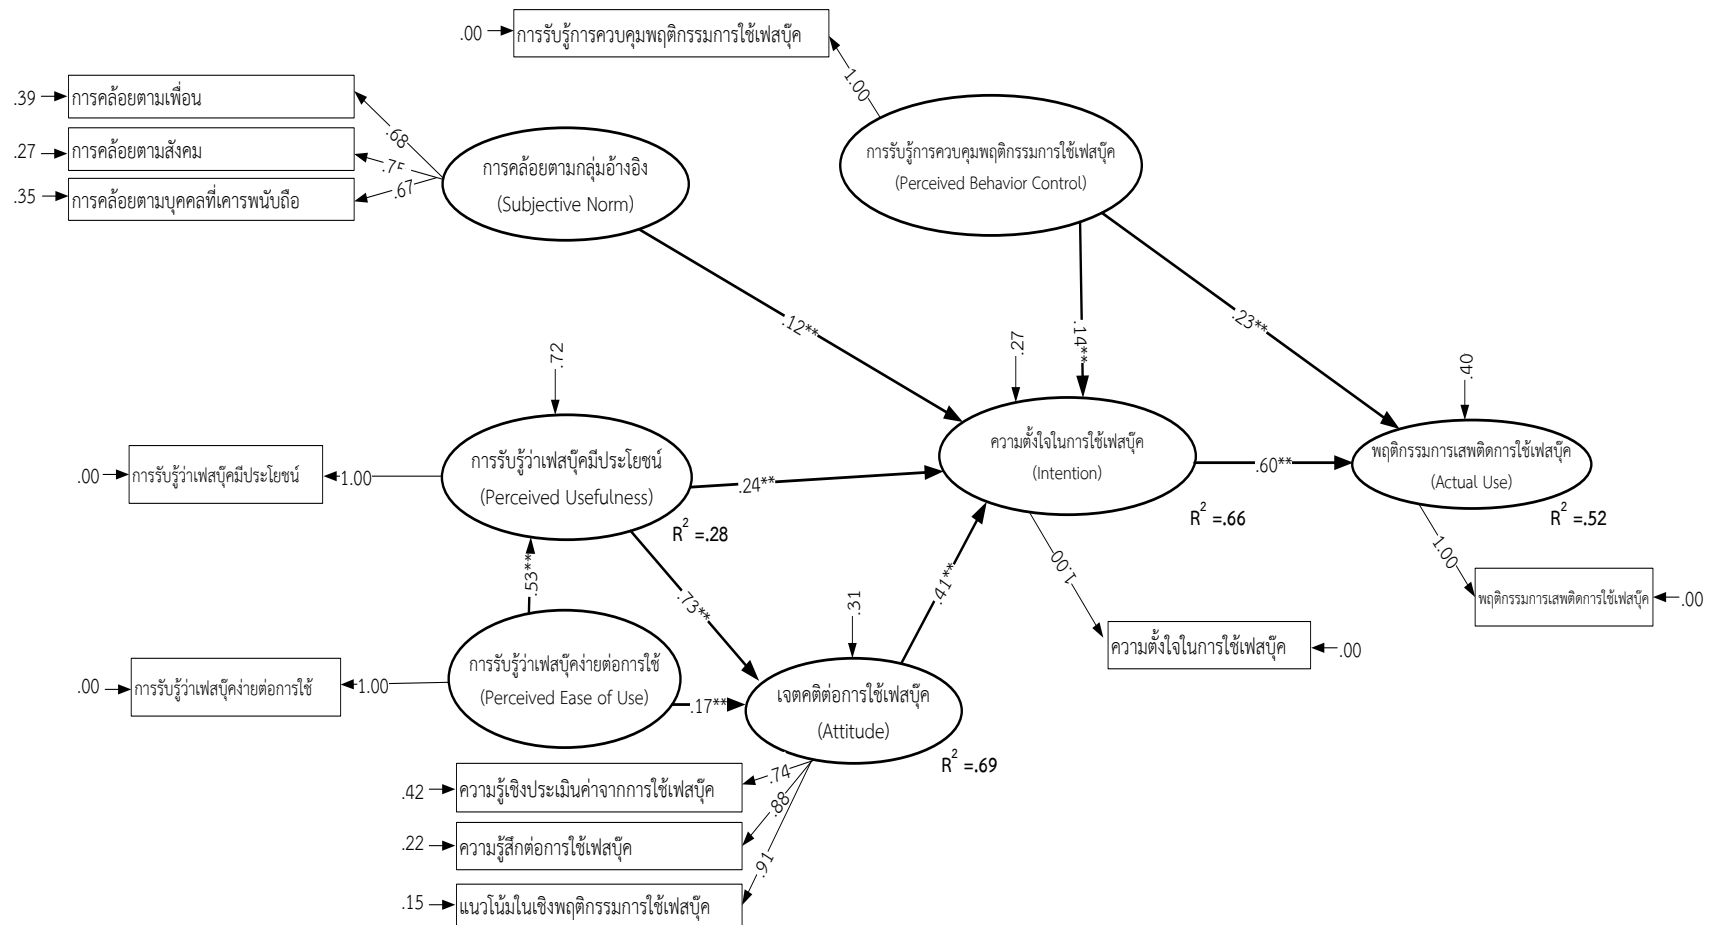 .00 การรับรู้การควบคุมพฤติกรรมการใช้เฟสบุ๊ค
1.00
.39 การคล้อยตามเพื่อน
.68
.27 การคล้อยตามสังคม
.35 การคล้อยตามบุคคลที่เคารพนับถือ
.67
การคล้อยตามกลุ่มอ้างอิง
(Subjective Norm)
การรับรู้การควบคุมพฤติกรรมการใช้เฟสบุ๊ค
(Perceived Behavior Control)
.12**
.14**
.23**
.72
.27
.40
.00 การรับรู้ว่าเฟสบุ๊คมีประโยชน์
1.00
การรับรู้ว่าเฟสบุ๊คมีประโยชน์
(Perceived Usefulness)
R2 =.28
.24**
ความตั้งใจในการใช้เฟสบุ๊ค
(Intention)
R2 =.66
.60**
พฤติกรรมการเสพติดการใช้เฟสบุ๊ค
(Actual Use)
R2 =.52
.53**
.73**
.41**
1.00
1.00
พฤติกรรมการเสพติดการใช้เฟสบุ๊ค .00
.31
ความตั้งใจในการใช้เฟสบุ๊ค .00
.00 การรับรู้ว่าเฟสบุ๊คง่ายต่อการใช้
1.00
การรับรู้ว่าเฟสบุ๊คง่ายต่อการใช้
(Perceived Ease of Use)
.17**
เจตคติต่อการใช้เฟสบุ๊ค
(Attitude)
R2 =.69
.42 ความรู้เชิงประเมินค่าจากการใช้เฟสบุ๊ค
.74
.22 ความรู้สึกต่อการใช้เฟสบุ๊ค
.88
.15 แนวโน้มในเชิงพฤติกรรมการใช้เฟสบุ๊ค
.91